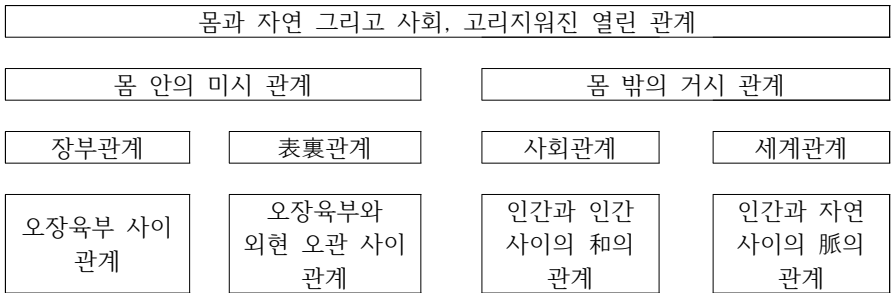 몸과 자연 그리고 사회, 고리지워진 열린 관계
몸 안의 미시 관계
몸 밖의 거시 관계
장부관계
表裏관계
사회관계
세계관계
오장육부 사이
관계
오장육부와
외현 오관 사이
관계
인간과 인간
사이의 和의
관계
인간과 자연
사이의 脈의
관계